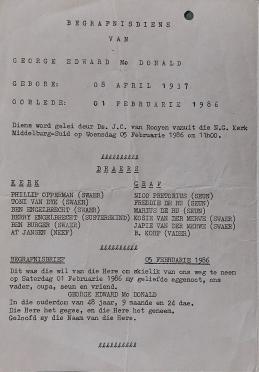 BEGRAFNISDIENS
VAN
GEORGE EDWARD Mc DONALD
GEBORE: 08 APRIL 1937
OORLEDE: 01 FEBRUARIE 1986
Diens word gelei deur Ds. J.C. van Rooyen vanuit die N.G. Kerk
Middelburg-Suid op Woensdag 05 Februarie 1986 om 11h00.
DRAERS
KERK GRAF
PHILLIP OPPERMAN (SWAER) NICO PRETORIUS (SEUN)
TONI VAN DYK (SWAER) FREDDIE DU RU (SEUN)
BEN ENGELBRECHT (SWAER) MARIUS DU RU (SEUN)
HENRY ENGELBRECHT (SUSTERSKIND) KOSIE VAN DER MERWE (SWAER)
BEN BURGER (SWAER) JAPIE VAN DER MERWE (SWAER)
AT JANSEN (NEEF) B. KORF (VADER)
BEGRAFNISBRIEF 05 FEBRUARIE 1986
Dit was die wil van die Here om skielik van ons weg te neem
op Saterdag 01 Februarie 1986 my geliefde eggenoot, ons
vader, oupa, seun en vriend.
GEORGE EDWARD Mc DONALD
In die ouderdom van 48 jaar, 9 maande en 24 dae.
Die Here het gegee, en die Here het geneem.
Geloofd sy die Naam van die Here.